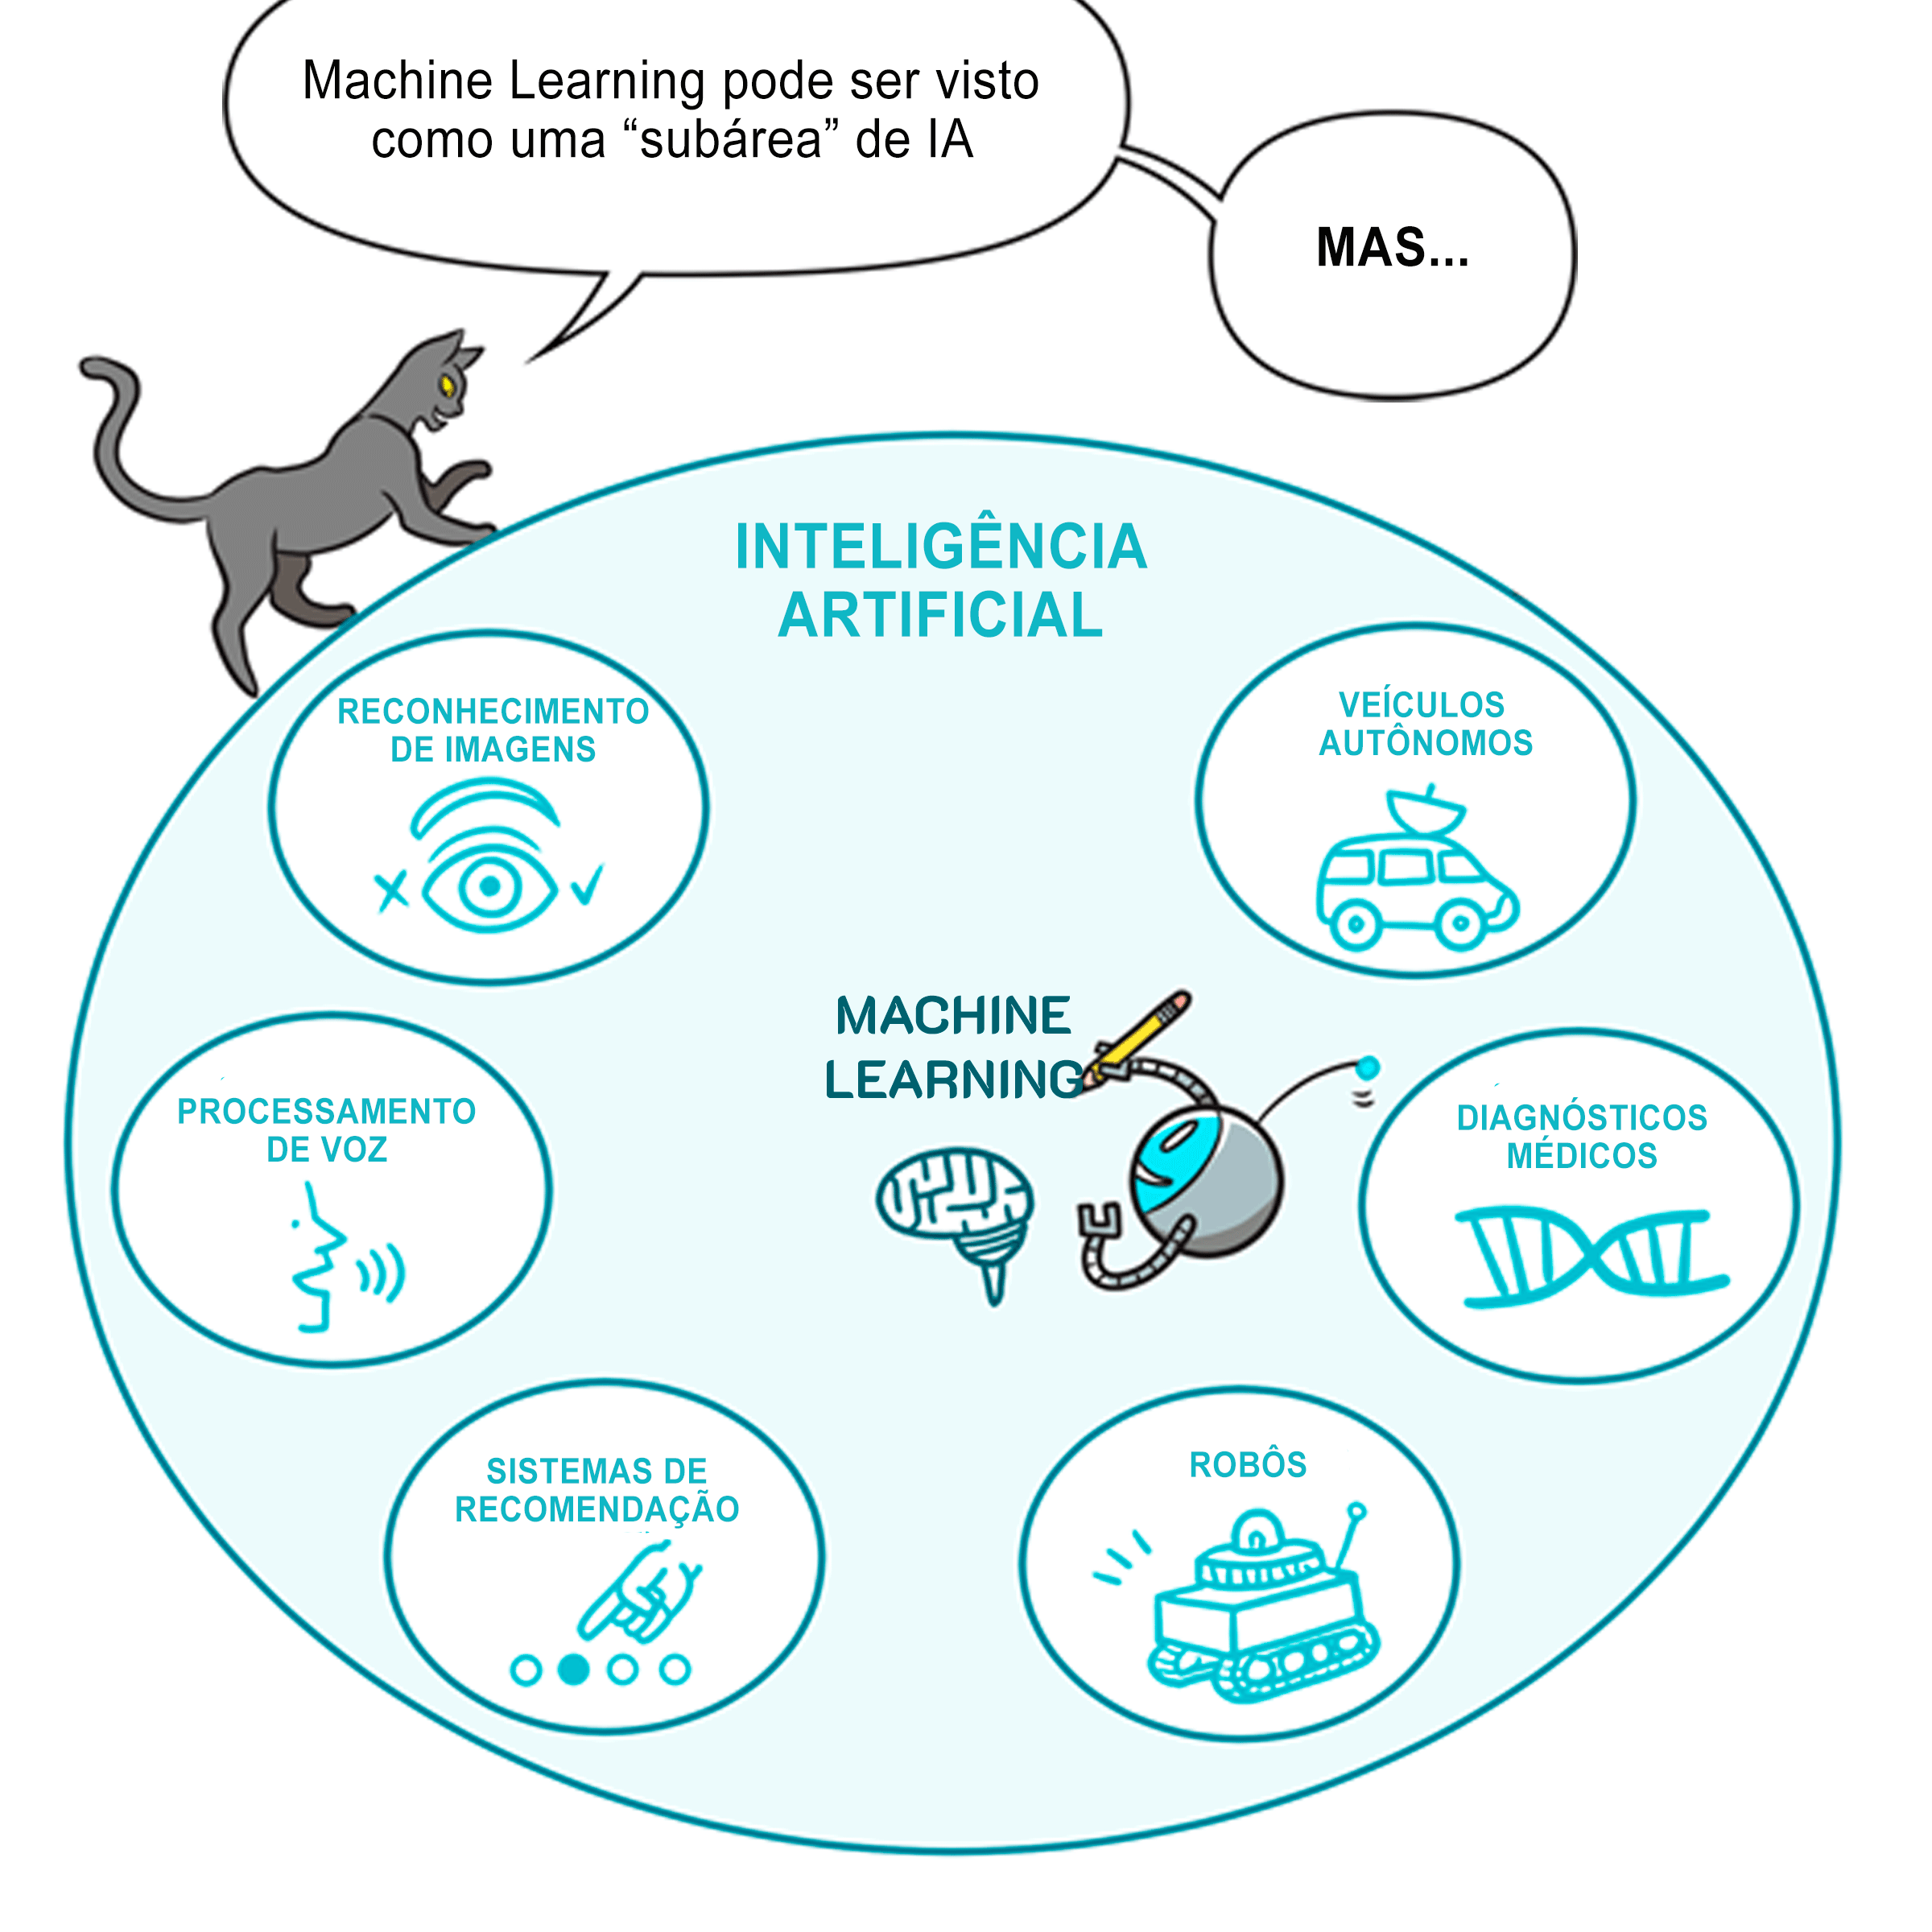 Machine Learning pode ser visto
como uma “subárea” de IA
MAS...
INTELIGÊNCIA
ARTIFICIAL
RECONHECIMENTO
DE IMAGENS
VEÍCULOS
AUTÔNOMOS
MACHINE
LEARNING
PROCESSAMENTO
DE VOZ
DIAGNÓSTICOS
MÉDICOS
SISTEMAS DE
RECOMENDAÇÃO
ROBÔS